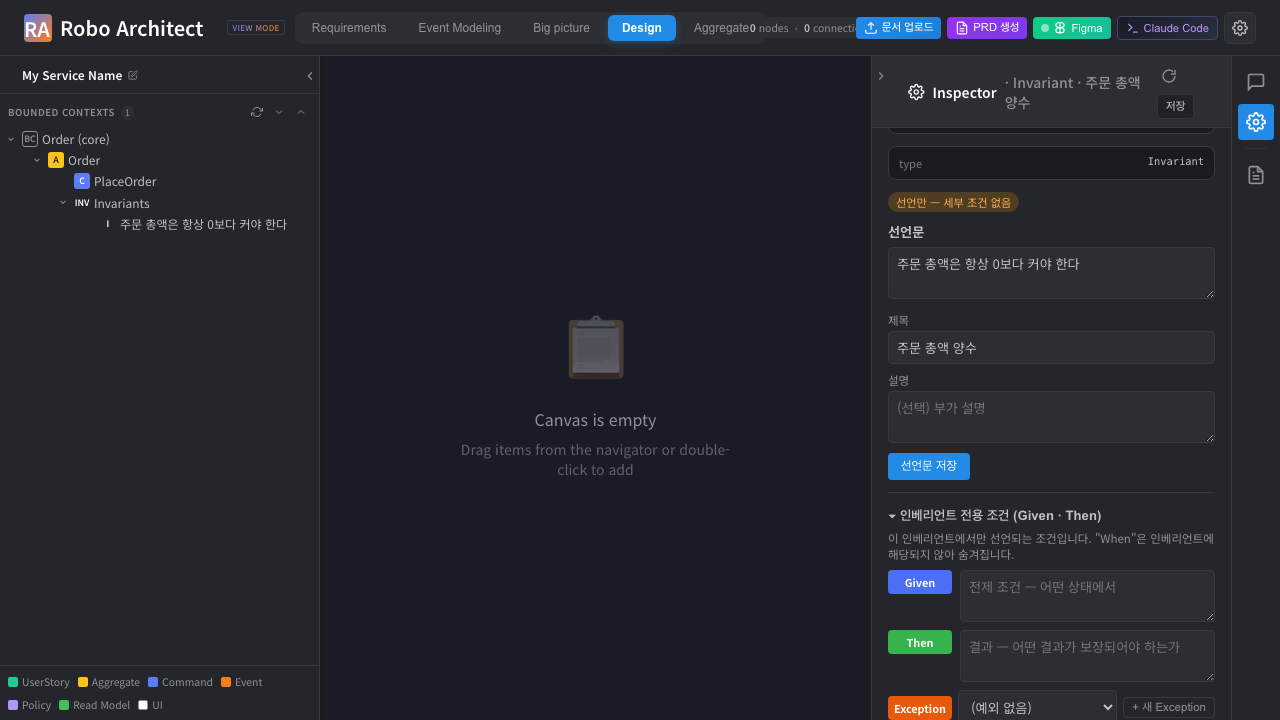 RA Robo Architect
VIEW MODE
Requirements
Event Modeling
Big picture
Design
Aggregate
0 nodes · 0 connecti
문서 업로드
PRD 생성
Figma
Claude Code
My Service Name
BOUNDED CONTEXTS 1
BC Order (core)
A Order
C PlaceOrder
INV Invariants
I 주문 총액은 항상 0보다 커야 한다
UserStory
Aggregate
Command
Event
Policy
Read Model
UI
Canvas is empty
Drag items from the navigator or double-
click to add
Inspector
· Invariant · 주문 총액
양수
저장
type
Invariant
선언만 — 세부 조건 없음
선언문
주문 총액은 항상 0보다 커야 한다
제목
주문 총액 양수
설명
(선택) 부가 설명
선언문 저장
인베리언트 전용 조건 (Given · Then)
이 인베리언트에서만 선언되는 조건입니다. "When"은 인베리언트에
해당되지 않아 숨겨집니다.
Given
전제 조건 — 어떤 상태에서
Then
결과 — 어떤 결과가 보장되어야 하는가
Exception
(예외 없음)
+ 새 Exception